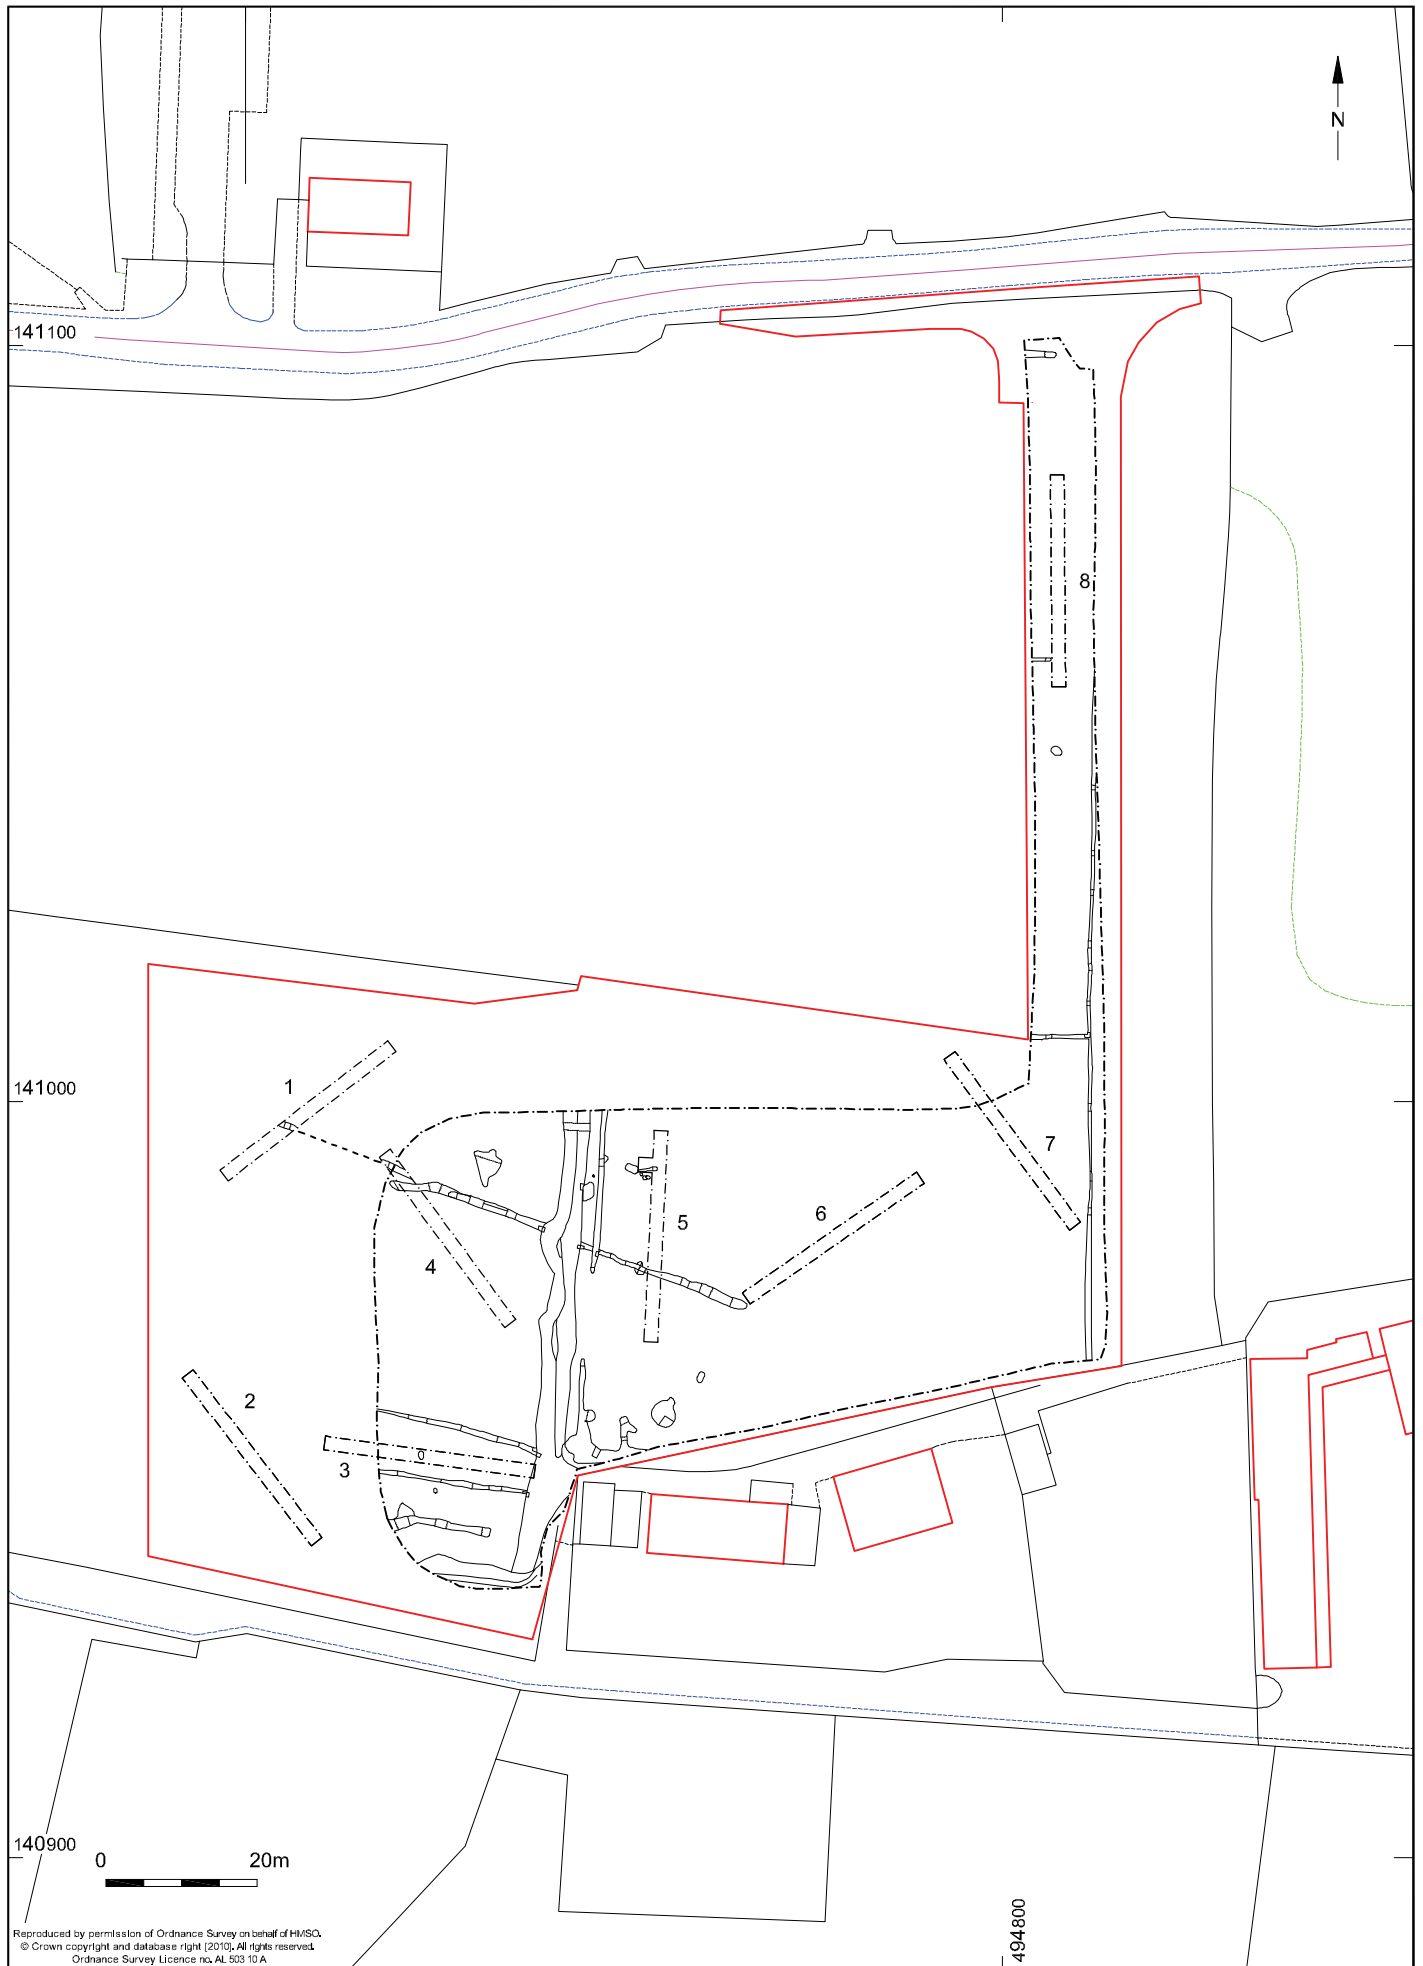 N
141100
8
141000
1
7
6
5
4
2
3
140900
0 20m
494800
Reproduced by permission of Ordnance Survey on behalf of HMSO.
© Crown copyright and database right [2010]. All rights reserved.
Ordnance Survey Licence no. AL 503 10 A